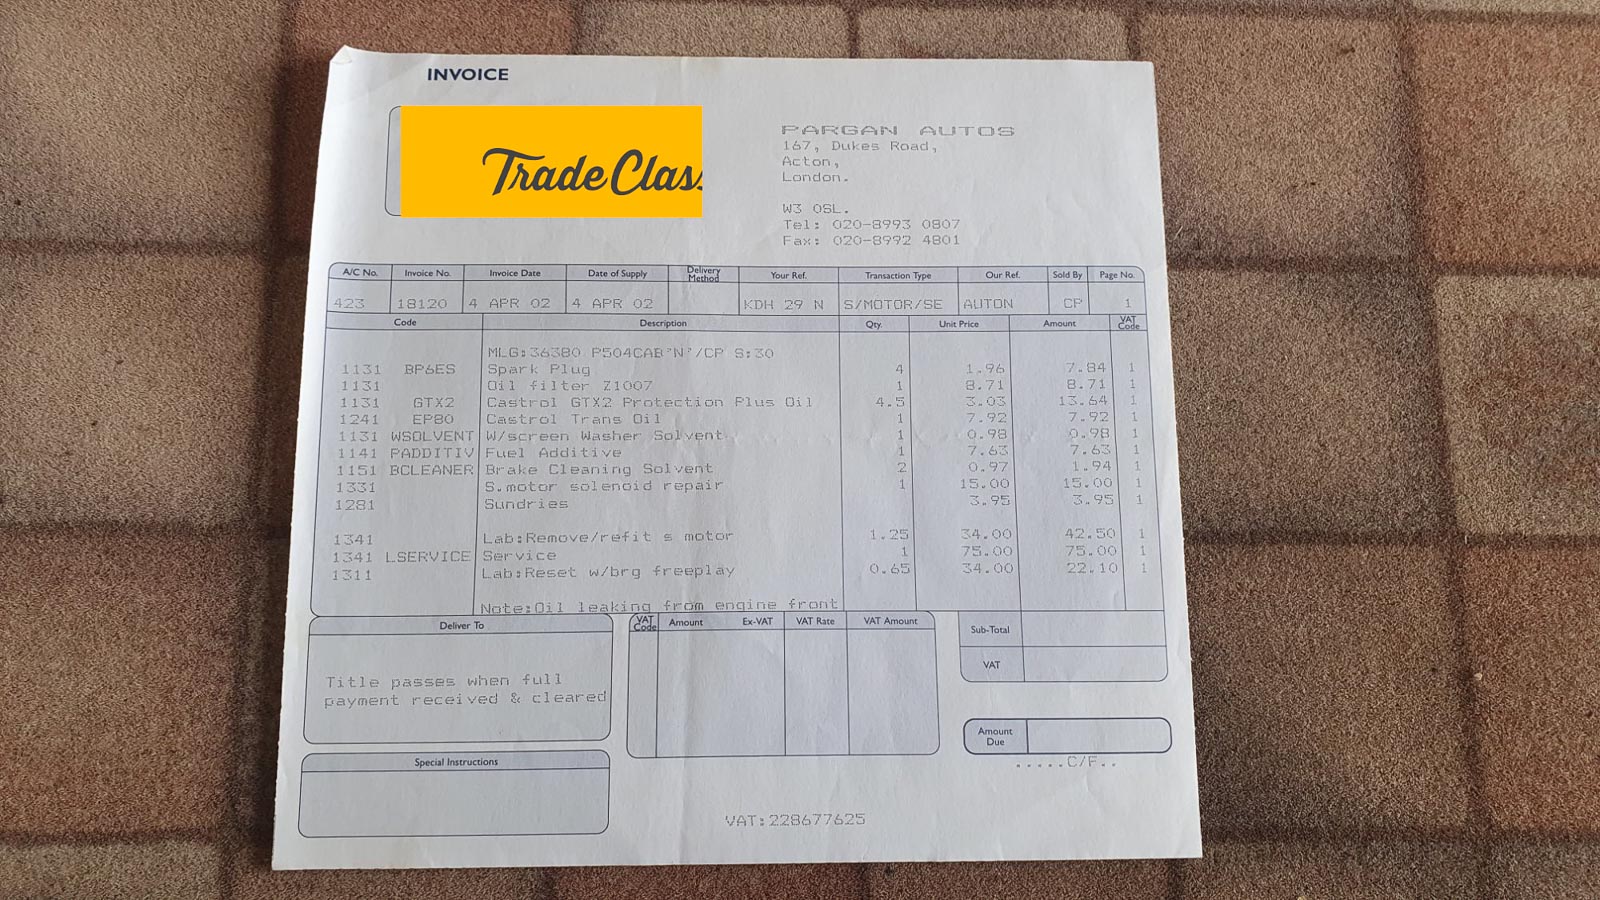 INVOICE
Trade Clas
PARGAN AUTOS
167, Dukes Road,
Acton,
London.
W3 0SL.
Tel: 020-8993 0807
Fax: 020-8992 4801
A/C No. Invoice No. Invoice Date Date of Supply Delivery Method Your Ref. Transaction Type Our Ref. Sold By Page No.
423 18120 4 APR 02 4 APR 02 KDH 29 N S/MOTOR/SE AUTON CP 1
Code Description Qty. Unit Price Amount VAT Code
MLG:36380 P504CAB'N'/CP S:30
1131 BP6ES Spark Plug 4 1.96 7.84 1
1131 Oil filter Z1007 1 8.71 8.71 1
1131 GTX2 Castrol GTX2 Protection Plus Oil 4.5 3.03 13.64 1
1241 EP80 Castrol Trans Oil 1 7.92 7.92 1
1131 WSOLVENT W/screen Washer Solvent 1 0.98 0.98 1
1141 PADDITIV Fuel Additive 1 7.63 7.63 1
1151 BCLEANER Brake Cleaning Solvent 2 0.97 1.94 1
1331 S.motor solenoid repair 1 15.00 15.00 1
1281 Sundries 3.95 3.95 1
1341 Lab:Remove/refit s motor 1.25 34.00 42.50 1
1341 LSERVICE Service 1 75.00 75.00 1
1311 Lab:Reset w/brg freeplay 0.65 34.00 22.10 1
Note:Oil leaking from engine front
Deliver To
Title passes when full
payment received & cleared
VAT Code Amount Ex-VAT VAT Rate VAT Amount
Sub-Total
VAT
Amount Due
.....C/F..
Special Instructions
VAT:228677625